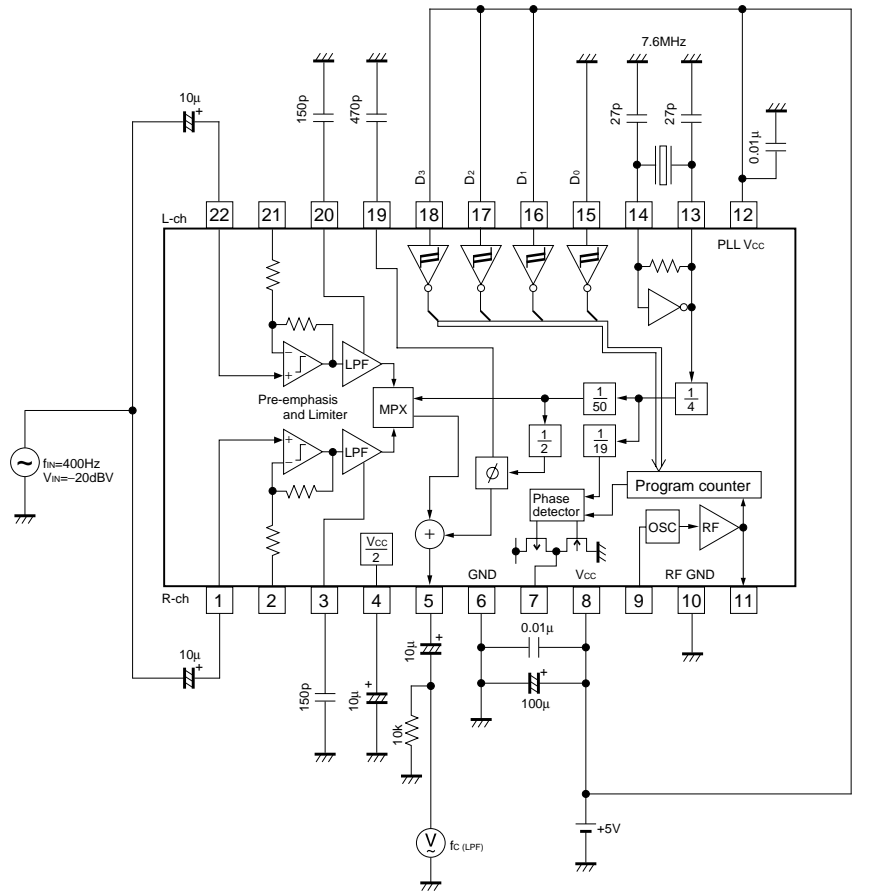 7.6MHz
10μ
+
150p
470p
27p
27p
0.01μ
D3
D2
D1
D0
L-ch
22
21
20
19
18
17
16
15
14
13
12
PLL VCC
−
+
LPF
Pre-emphasis
and Limiter
MPX
1
50
1
4
1
2
1
19
+
−
LPF
ϕ
Program counter
Phase
detector
OSC
RF
fIN=400Hz
VIN=−20dBV
~
+
VCC
2
GND
VCC
RF GND
R-ch
1
2
3
4
5
6
7
8
9
10
11
10μ
+
150p
10μ
+
10μ
+
10k
0.01μ
+
100μ
+5V
V
~
fC (LPF)